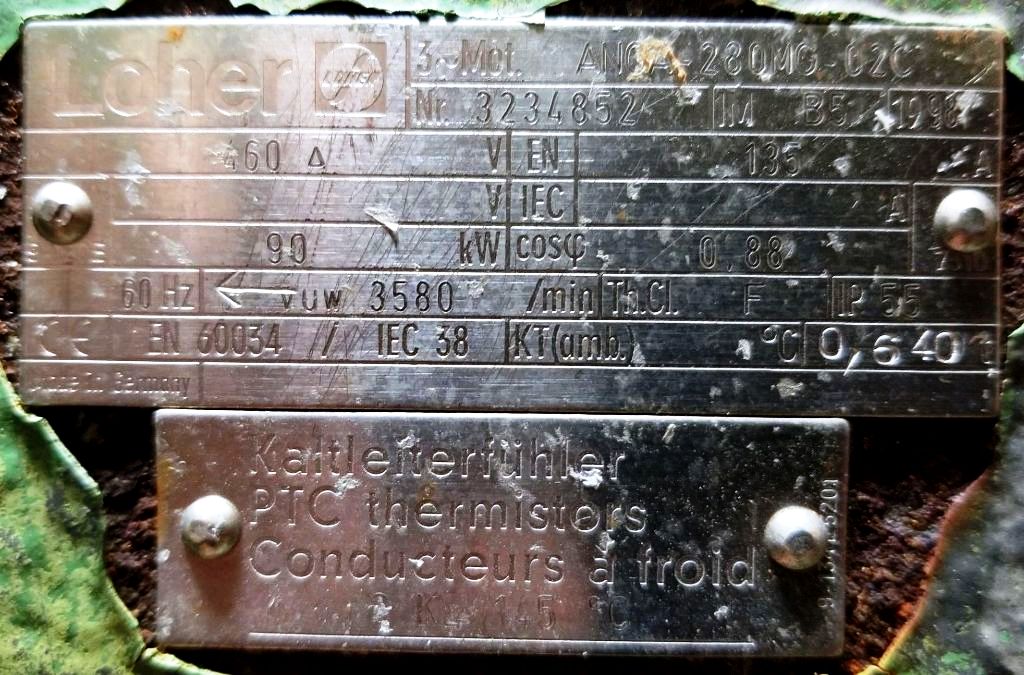 Loher LOHER 3~Mot. ANGA-280MG-02C
Nr. 3234852 IM B5 1998
460 Δ V EN 135 A
V IEC A
90 kW cosφ 0,88
60 Hz ← VUW 3580 /min Th.Cl. F IP 55
CE EN 60034 // IEC 38 KT(amb.) °C 0,640 t
Made in Germany
Kaltleiterfühler
PTC thermistors
Conducteurs à froid
145 °C